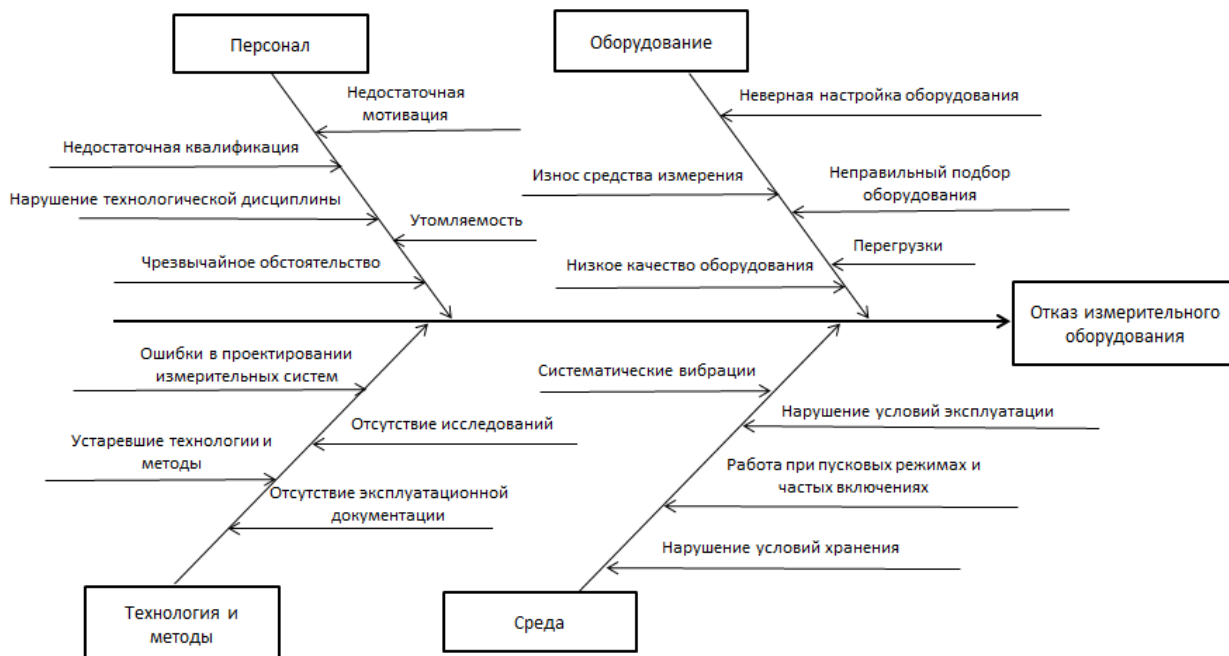 Персонал
Оборудование
Недостаточная
мотивация
Недостаточная квалификация
Нарушение технологической дисциплины
Утомляемость
Чрезвычайное обстоятельство
Неверная настройка оборудования
Износ средства измерения
Неправильный подбор
оборудования
Перегрузки
Низкое качество оборудования
Отказ измерительного
оборудования
Ошибки в проектировании
измерительных систем
Отсутствие исследований
Устаревшие технологии и
методы
Отсутствие эксплуатационной
документации
Систематические вибрации
Нарушение условий эксплуатации
Работа при пусковых режимах и
частых включениях
Нарушение условий хранения
Технология и
методы
Среда